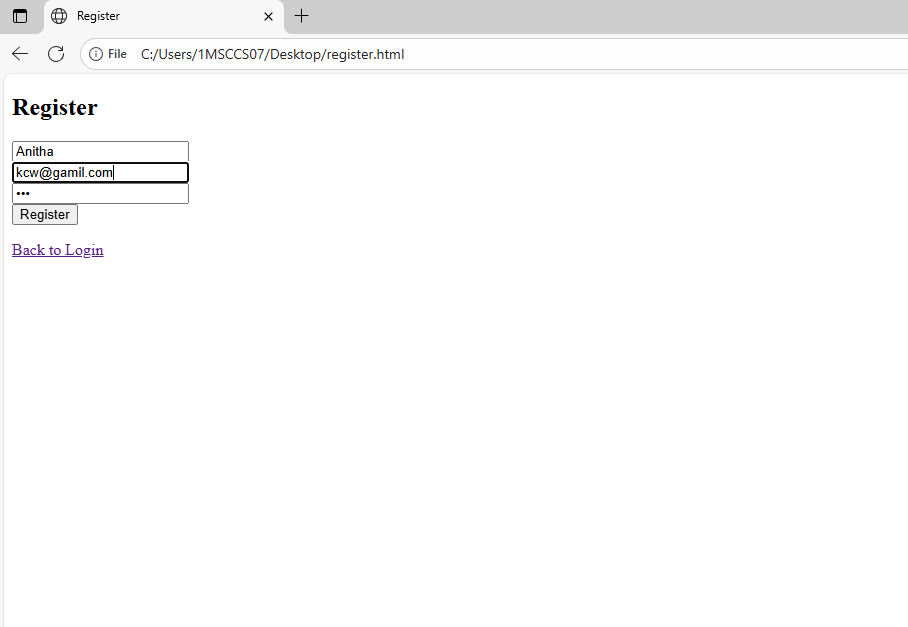 Register
File C:/Users/1MSCCS07/Desktop/register.html
Register
Anitha
kcw@gamil.com
•••
Register
Back to Login